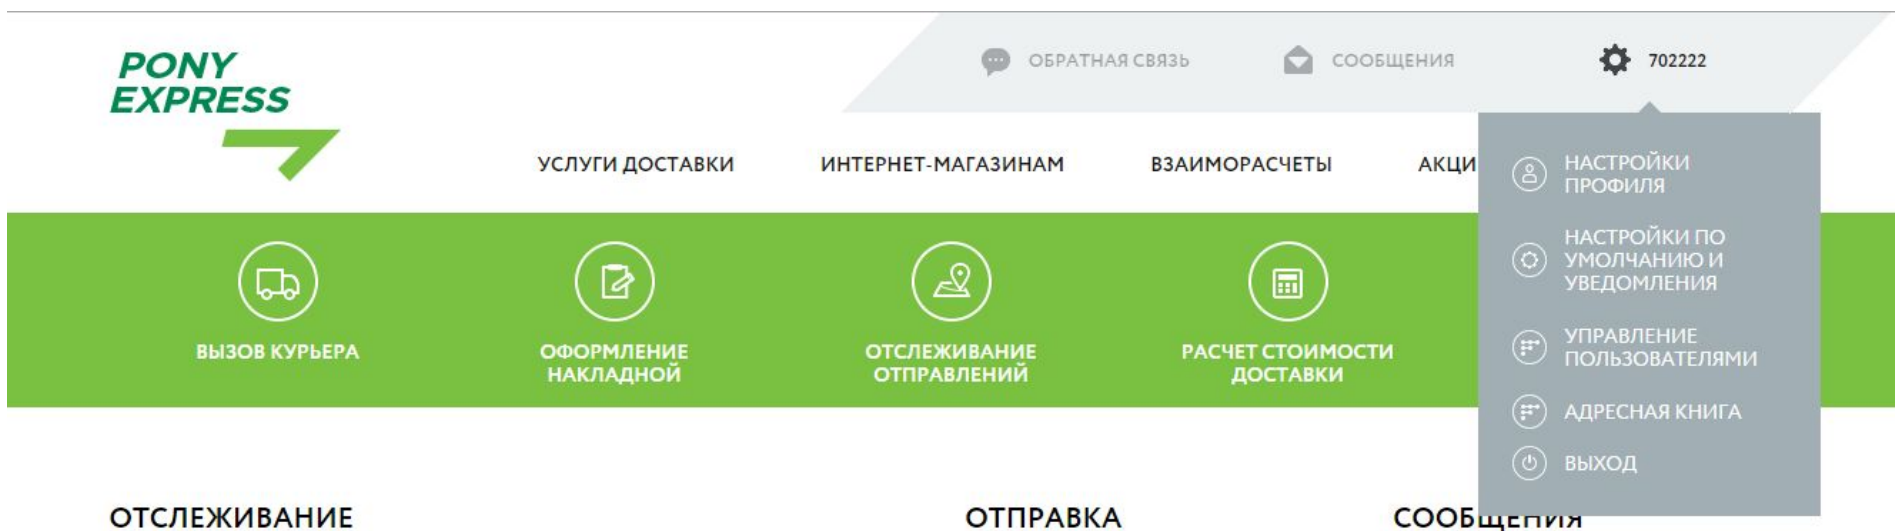 PONY
EXPRESS
ОБРАТНАЯ СВЯЗЬ
СООБЩЕНИЯ
702222
УСЛУГИ ДОСТАВКИ
ИНТЕРНЕТ-МАГАЗИНАМ
ВЗАИМОРАСЧЕТЫ
АКЦИ
НАСТРОЙКИ
ПРОФИЛЯ
НАСТРОЙКИ ПО
УМОЛЧАНИЮ И
УВЕДОМЛЕНИЯ
УПРАВЛЕНИЕ
ПОЛЬЗОВАТЕЛЯМИ
АДРЕСНАЯ КНИГА
ВЫХОД
ВЫЗОВ КУРЬЕРА
ОФОРМЛЕНИЕ
НАКЛАДНОЙ
ОТСЛЕЖИВАНИЕ
ОТПРАВЛЕНИЙ
РАСЧЕТ СТОИМОСТИ
ДОСТАВКИ
ОТСЛЕЖИВАНИЕ
ОТПРАВКА
СООБЩЕНИЯ